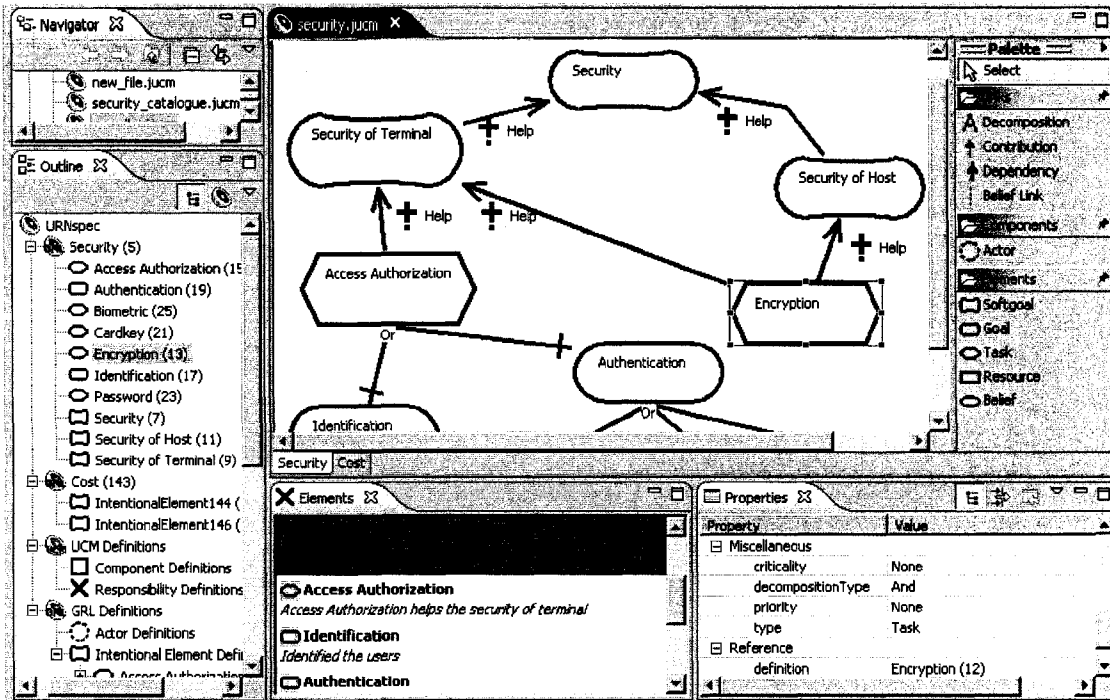 Navigator
new_file.jucm
security_catalogue.jucm
Outline
URNspec
Security (5)
Access Authorization (15
Authentication (19)
Biometric (25)
Cardkey (21)
Encryption (13)
Identification (17)
Password (23)
Security (7)
Security of Host (11)
Security of Terminal (9)
Cost (143)
IntentionalElement144 (
IntentionalElement146 (
UCM Definitions
Component Definitions
Responsibility Definitions
GRL Definitions
Actor Definitions
Intentional Element Defi
Access Authorization
security.jucm
Security
Security of Terminal
Help
Help
Security of Host
Help
Help
Help
Access Authorization
Encryption
Or
Authentication
Or
Identification
Security
Cost
Palette
Select
Decomposition
Contribution
Dependency
Belief Link
Actor
Softgoal
Goal
Task
Resource
Belief
Elements
Access Authorization
Access Authorization helps the security of terminal
Identification
Identified the users
Authentication
Properties
Property Value
Miscellaneous
criticality None
decompositionType And
priority None
type Task
Reference
definition Encryption (12)